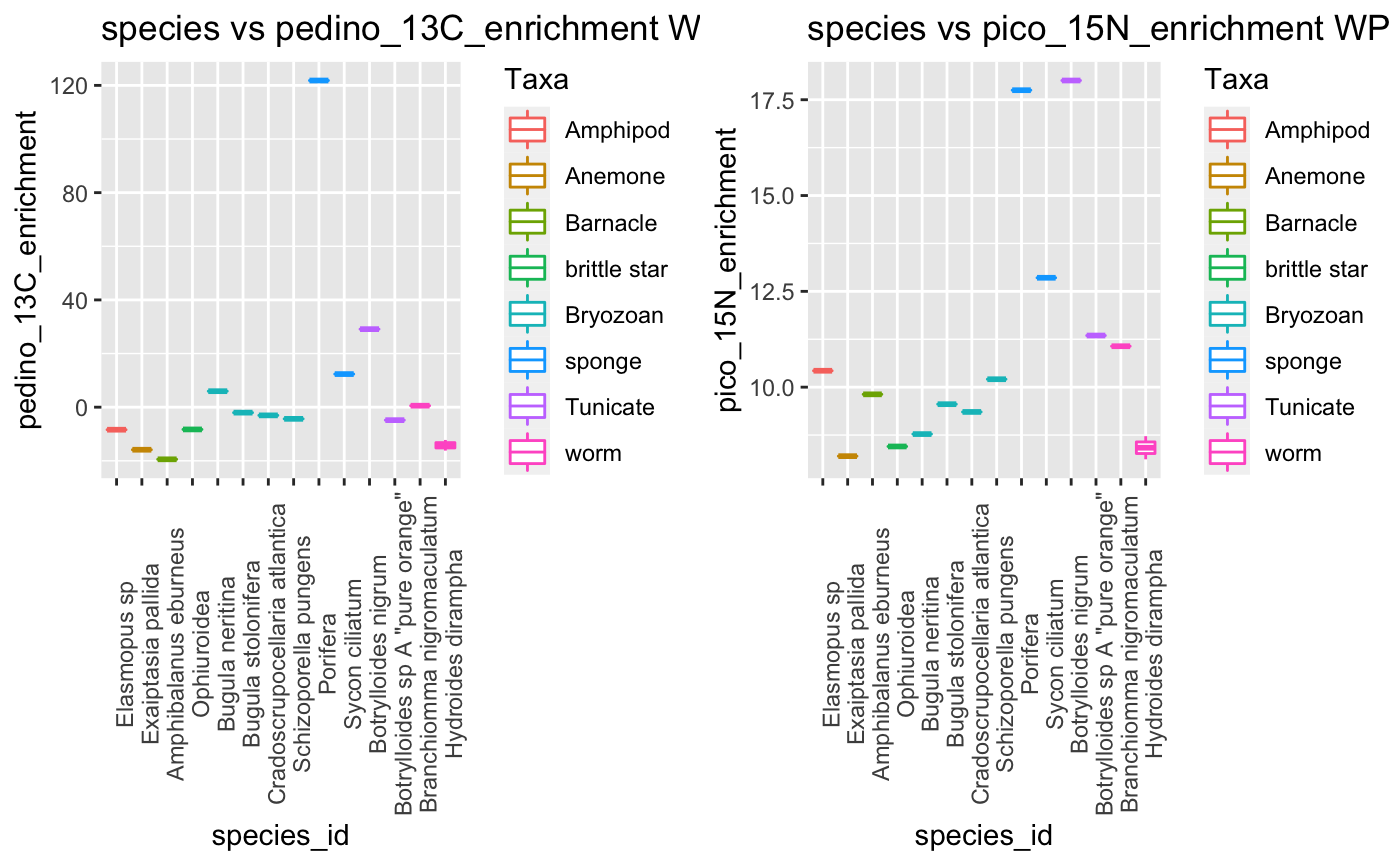 species vs pedino_13C_enrichment W
pedino_13C_enrichment
120
80
40
0
Elasmopus sp
Exaiptasia pallida
Amphibalanus eburneus
Ophiuroidea
Bugula neritina
Bugula stolonifera
Cradoscrupocellaria atlantica
Schizoporella pungens
Porifera
Sycon ciliatum
Botrylloides nigrum
Botrylloides sp A "pure orange"
Branchiomma nigromaculatum
Hydroides dirampha
species_id
Taxa
Amphipod
Anemone
Barnacle
brittle star
Bryozoan
sponge
Tunicate
worm
species vs pico_15N_enrichment WP
pico_15N_enrichment
17.5
15.0
12.5
10.0
Elasmopus sp
Exaiptasia pallida
Amphibalanus eburneus
Ophiuroidea
Bugula neritina
Bugula stolonifera
Cradoscrupocellaria atlantica
Schizoporella pungens
Porifera
Sycon ciliatum
Botrylloides nigrum
Botrylloides sp A "pure orange"
Branchiomma nigromaculatum
Hydroides dirampha
species_id
Taxa
Amphipod
Anemone
Barnacle
brittle star
Bryozoan
sponge
Tunicate
worm